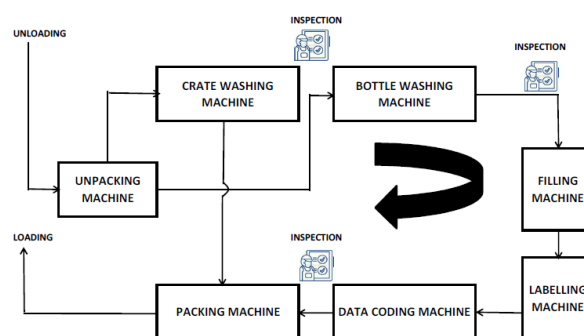 INSPECTION
UNLOADING
INSPECTION
CRATE WASHING
MACHINE
BOTTLE WASHING
MACHINE
UNPACKING
MACHINE
FILLING
MACHINE
LOADING
INSPECTION
LABELLING
MACHINE
PACKING MACHINE
DATA CODING MACHINE